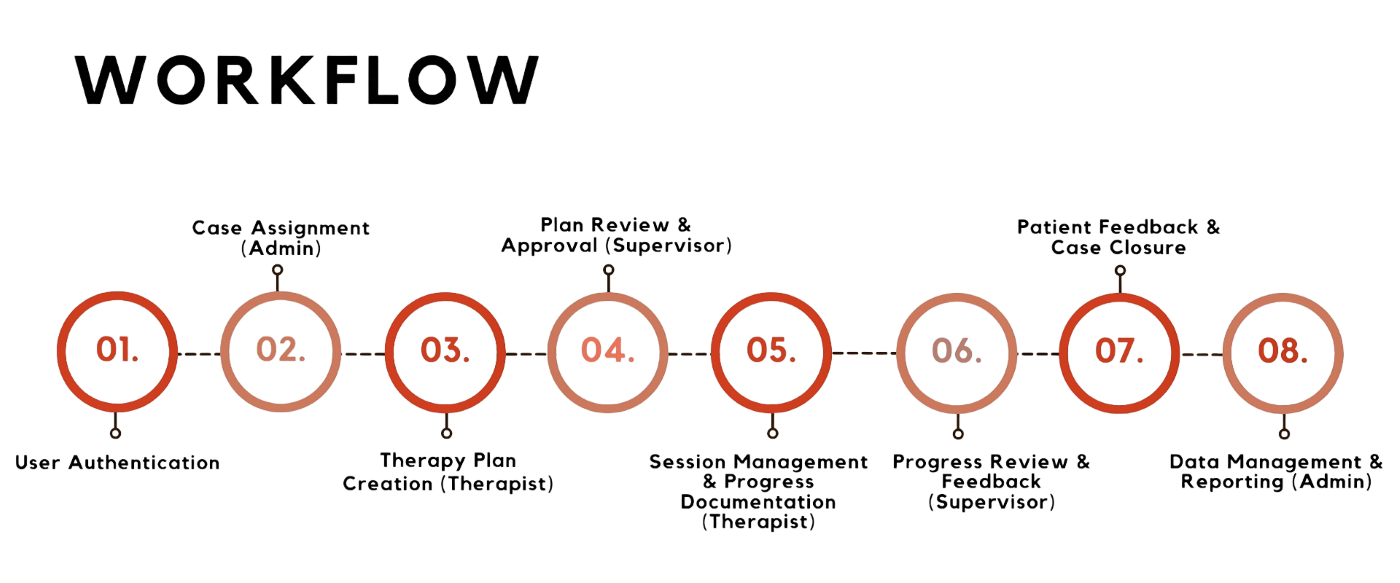 WORKFLOW
01.
User Authentication
02.
Case Assignment
(Admin)
03.
Therapy Plan
Creation (Therapist)
04.
Plan Review &
Approval (Supervisor)
05.
Session Management
& Progress
Documentation
(Therapist)
06.
Progress Review &
Feedback
(Supervisor)
07.
Patient Feedback &
Case Closure
08.
Data Management &
Reporting (Admin)